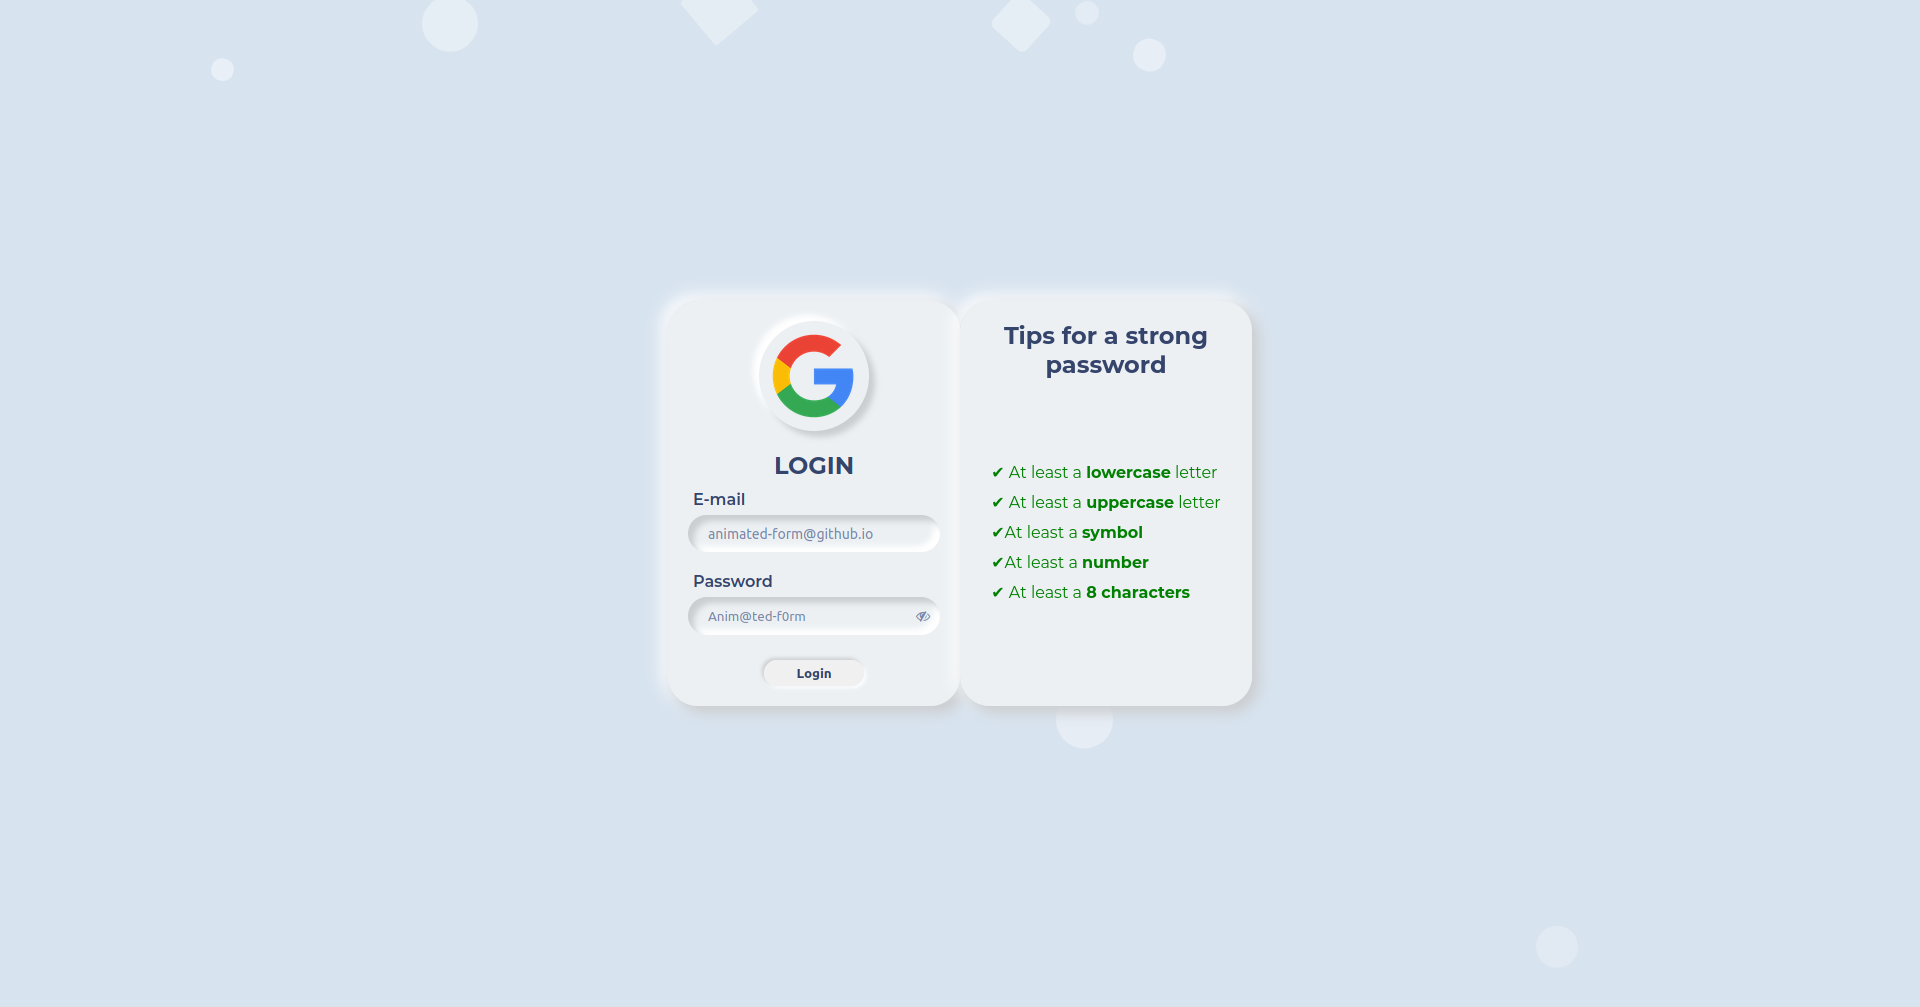 LOGIN
E-mail
animated-form@github.io
Password
Anim@ted-f0rm
Login
Tips for a strong
password
✔ At least a lowercase letter
✔ At least a uppercase letter
✔At least a symbol
✔At least a number
✔ At least a 8 characters